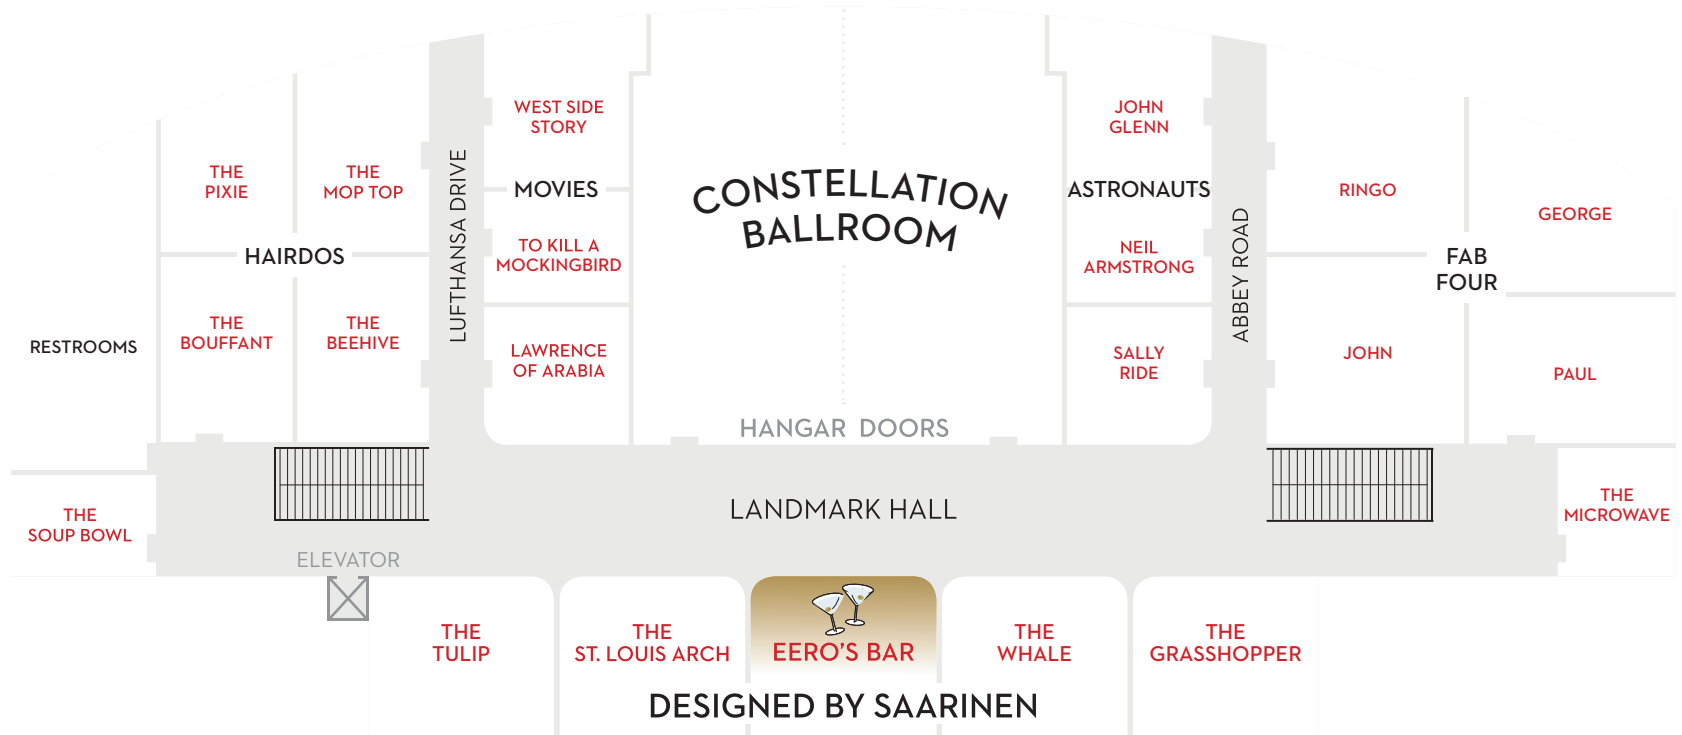 WEST SIDE
STORY
JOHN
GLENN
THE
PIXIE
THE
MOP TOP
LUFTHANSA DRIVE
MOVIES
CONSTELLATION
BALLROOM
ASTRONAUTS
RINGO
GEORGE
HAIRDOS
TO KILL A
MOCKINGBIRD
NEIL
ARMSTRONG
ABBEY ROAD
FAB
FOUR
RESTROOMS
THE
BOUFFANT
THE
BEEHIVE
LAWRENCE
OF ARABIA
SALLY
RIDE
JOHN
PAUL
HANGAR DOORS
THE
SOUP BOWL
LANDMARK HALL
THE
MICROWAVE
ELEVATOR
THE
TULIP
THE
ST. LOUIS ARCH
EERO'S BAR
THE
WHALE
THE
GRASSHOPPER
DESIGNED BY SAARINEN